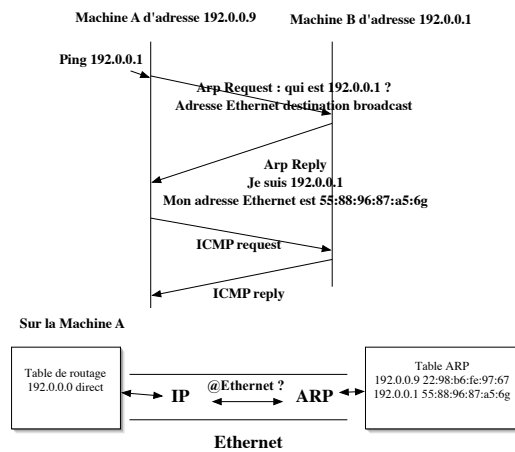 Machine A d'adresse 192.0.0.9
Machine B d'adresse 192.0.0.1
Ping 192.0.0.1
Arp Request : qui est 192.0.0.1 ?
Adresse Ethernet destination broadcast
Arp Reply
Je suis 192.0.0.1
Mon adresse Ethernet est 55:88:96:87:a5:6g
ICMP request
ICMP reply
Sur la Machine A
Table de routage
192.0.0.0 direct
IP
@Ethernet ?
ARP
Table ARP
192.0.0.9 22:98:b6:fe:97:67
192.0.0.1 55:88:96:87:a5:6g
Ethernet